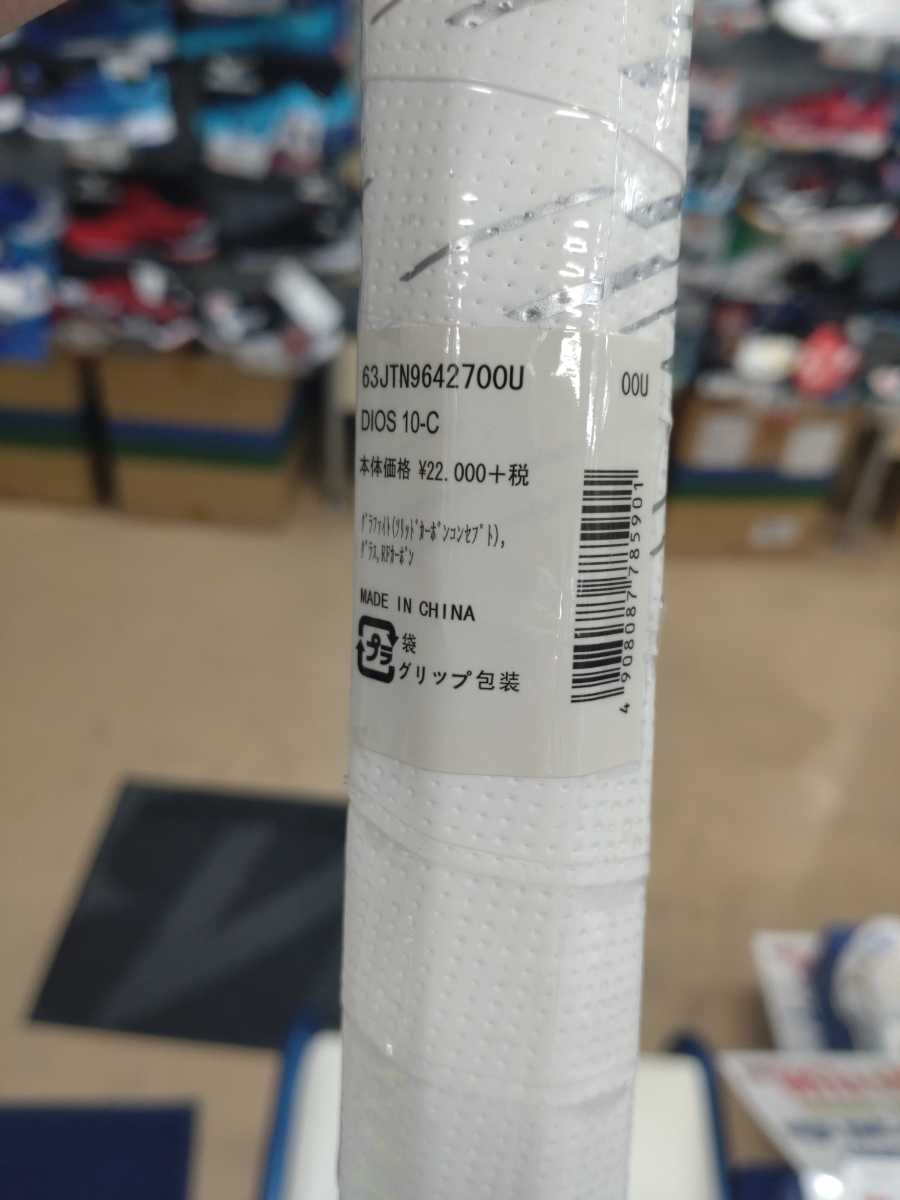 63JTN9642700U 00U
DIOS 10-C
本体価格 ¥22.000+税
ｸﾞﾗﾌｧｲﾄ(ｿﾘｯﾄﾞｶｰﾎﾞﾝｺﾝｾﾌﾟﾄ),
ｸﾞﾗｽ,RPｶｰﾎﾞﾝ
MADE IN CHINA
プラ 袋
グリップ包装
4908087785901